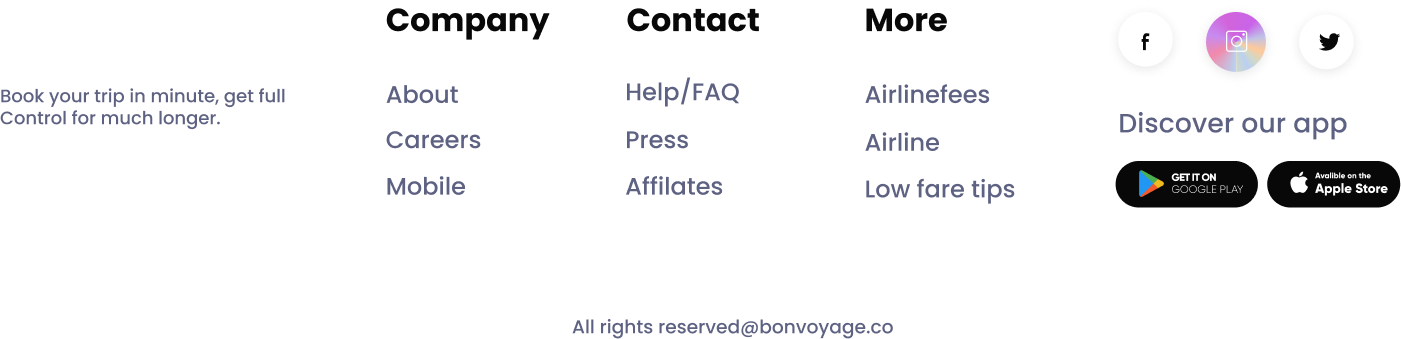 Book your trip in minute, get full
Control for much longer.
Company
About
Careers
Mobile
Contact
Help/FAQ
Press
Affilates
More
Airlinefees
Airline
Low fare tips
f
Discover our app
GET IT ON
GOOGLE PLAY
Avalible on the
Apple Store
All rights reserved@bonvoyage.co